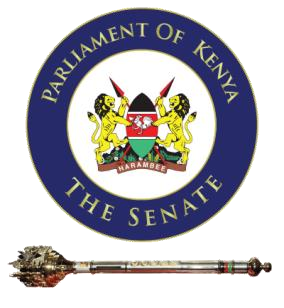 PARLIAMENT OF KENYA
HARAMBEE
THE SENATE